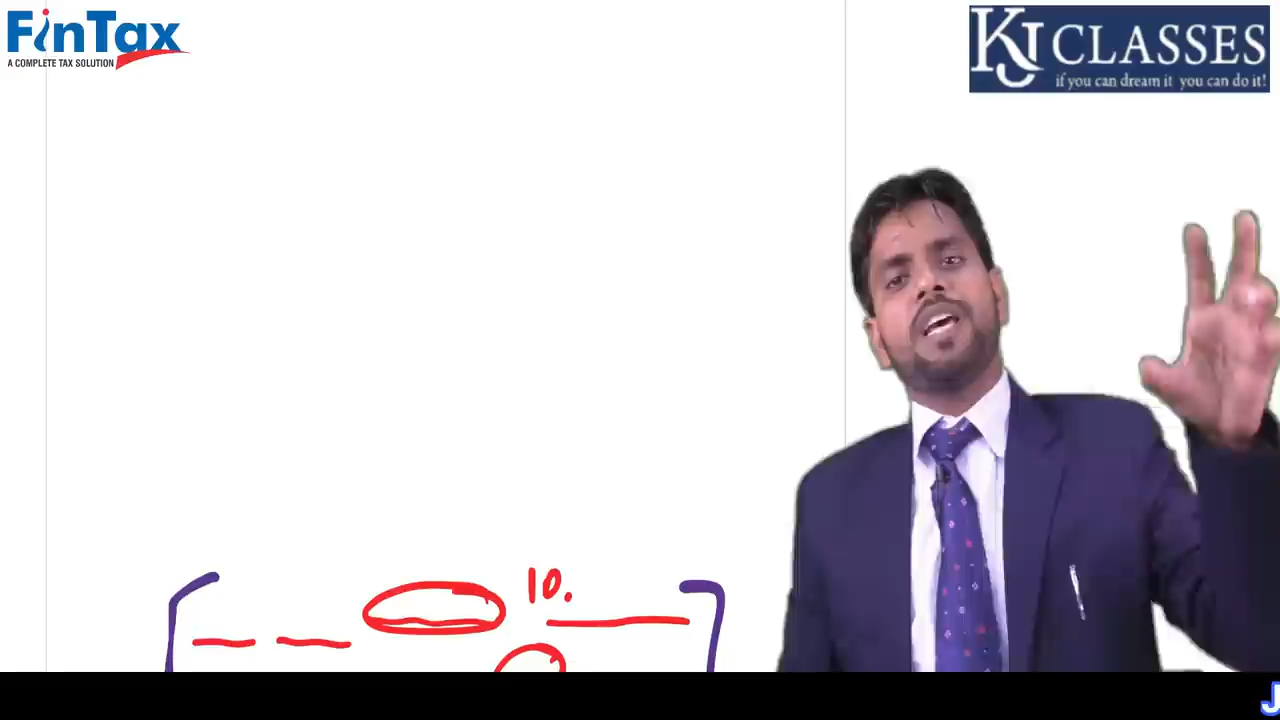 FinTax
A COMPLETE TAX SOLUTION
KJ CLASSES
if you can dream it you can do it!
10.
J